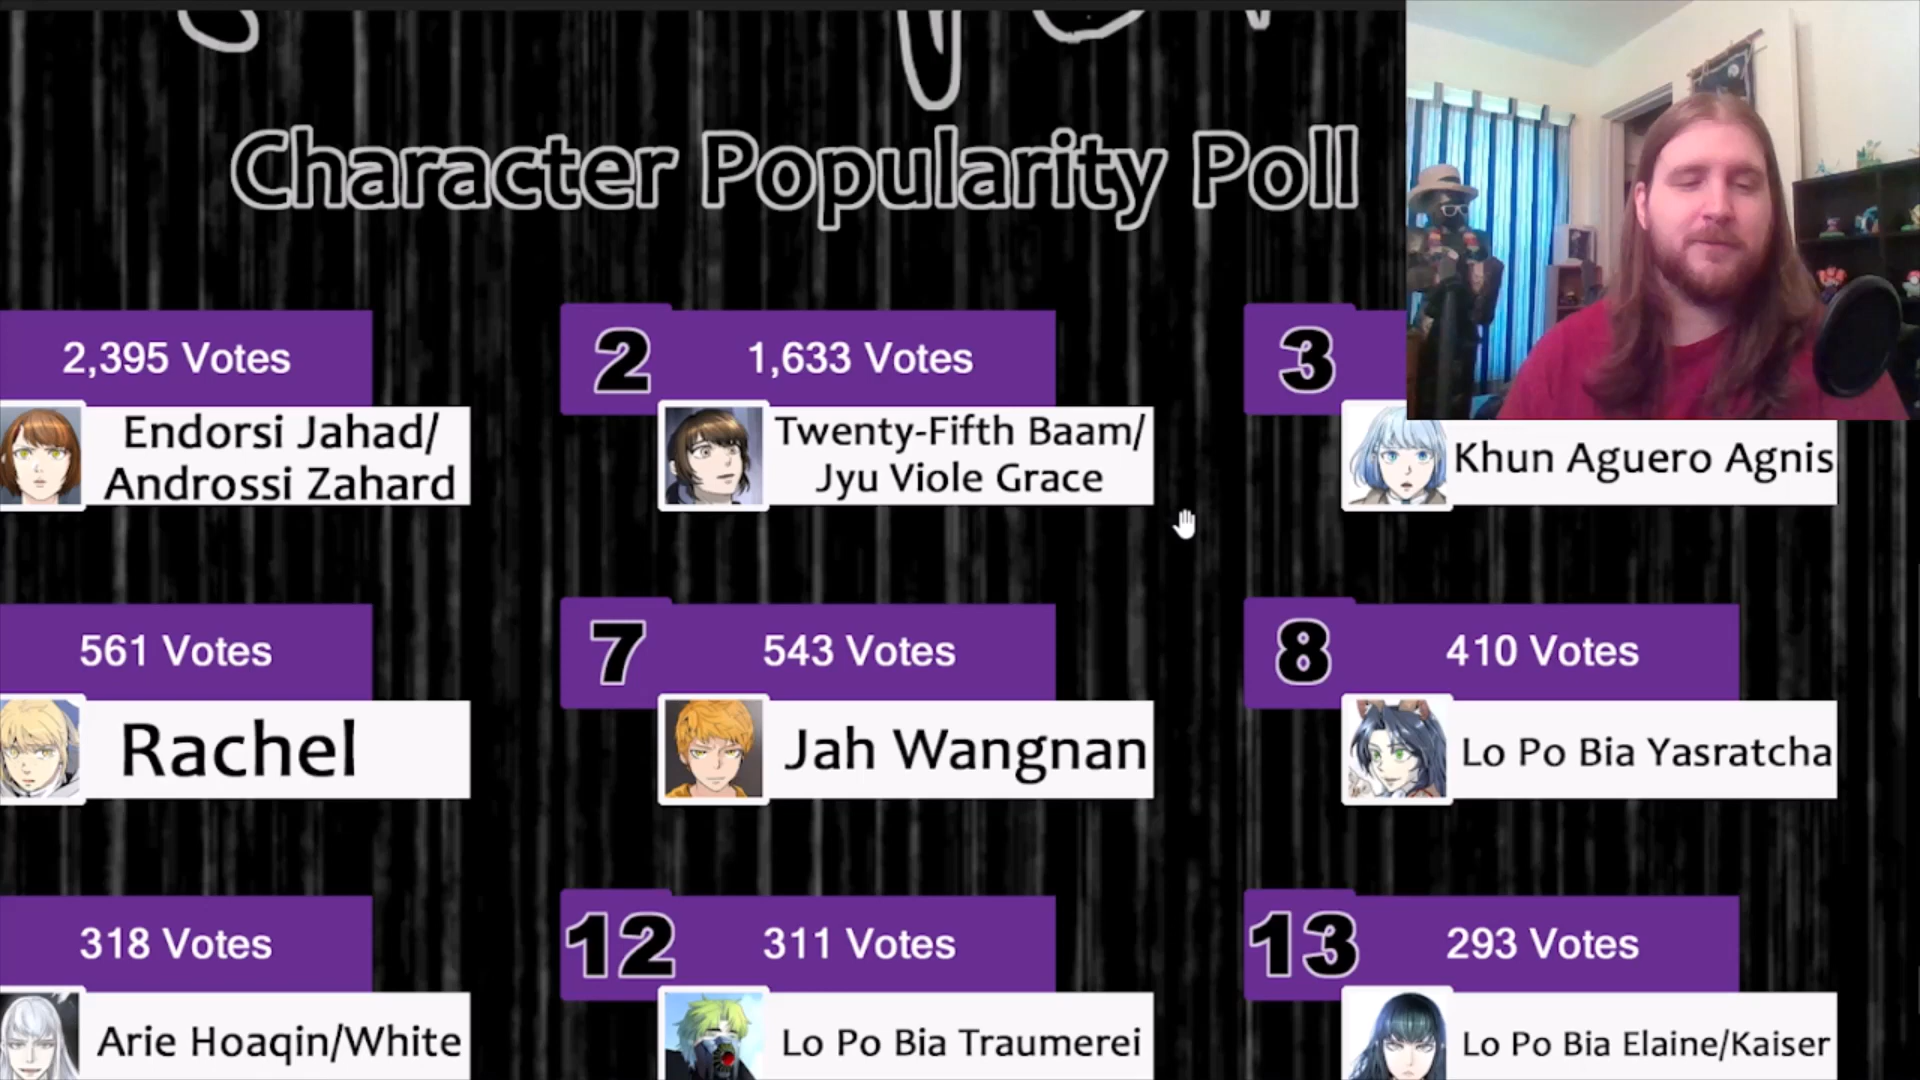 Character Popularity Poll
2,395 Votes
Endorsi Jahad/
Androssi Zahard
2
1,633 Votes
Twenty-Fifth Baam/
Jyu Viole Grace
3
Khun Aguero Agnis
561 Votes
Rachel
7
543 Votes
Jah Wangnan
8
410 Votes
Lo Po Bia Yasratcha
318 Votes
Arie Hoaqin/White
12
311 Votes
Lo Po Bia Traumerei
13
293 Votes
Lo Po Bia Elaine/Kaiser